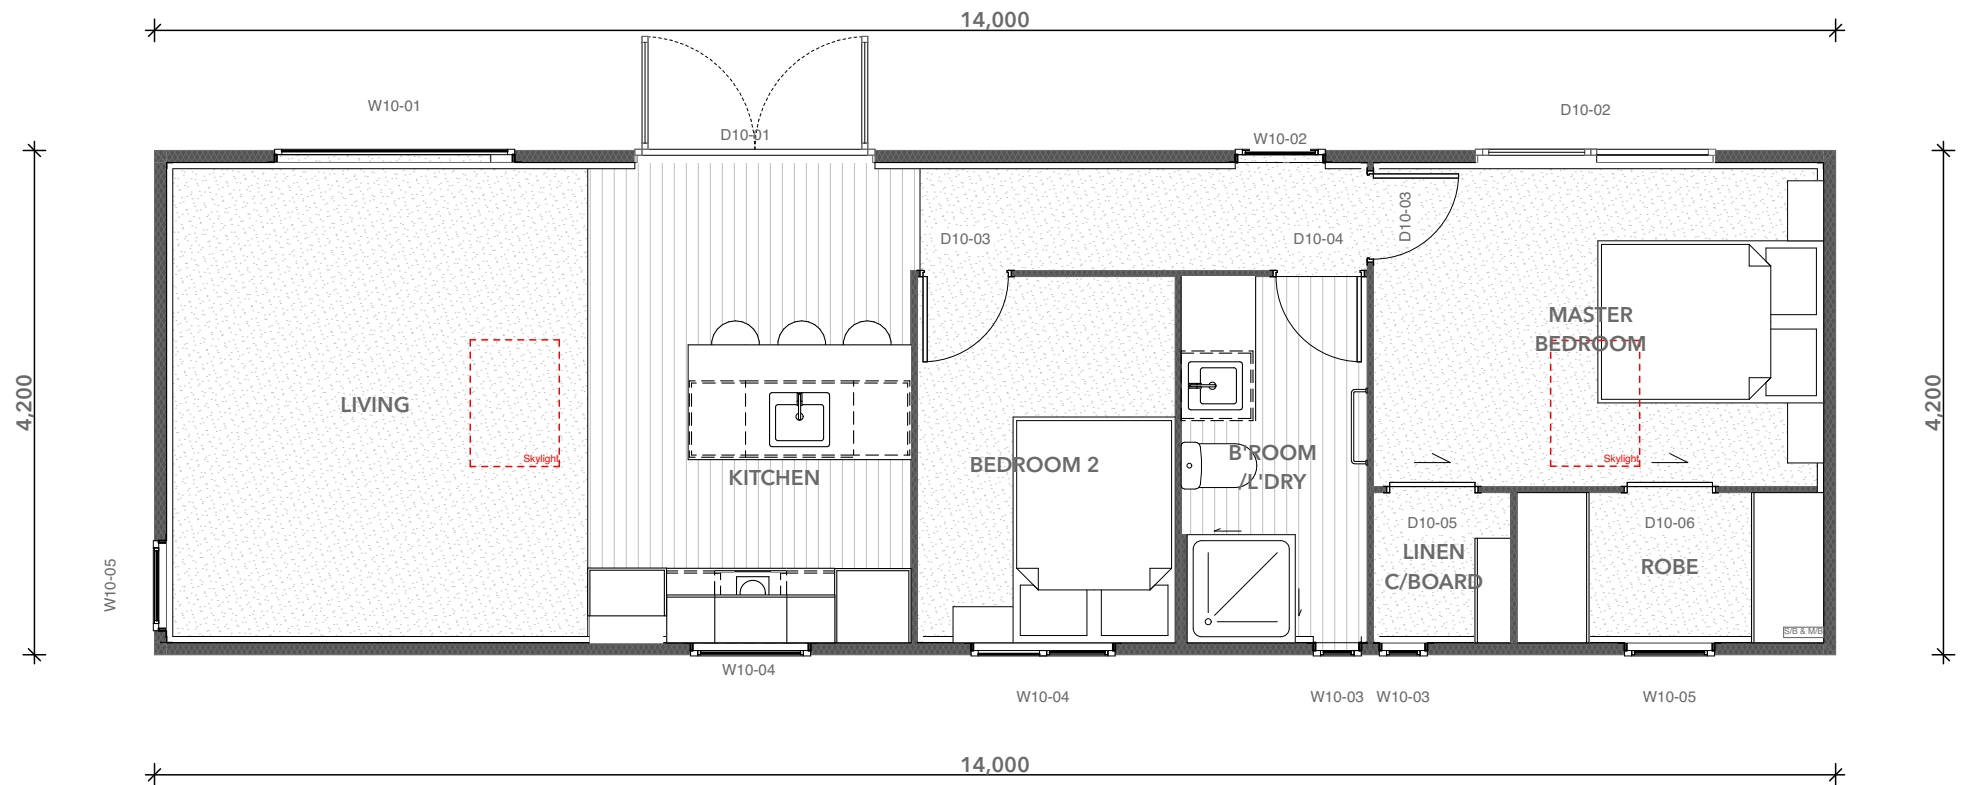 14,000
W10-01
D10-01
W10-02
D10-02
D10-03
D10-04
D10-03
MASTER
BEDROOM
4,200
LIVING
Skylight
KITCHEN
BEDROOM 2
B'ROOM
/L'DRY
Skylight
4,200
W10-05
D10-05
LINEN
C/BOARD
D10-06
ROBE
S/B & M/B
W10-04
W10-04
W10-03
W10-03
W10-05
14,000